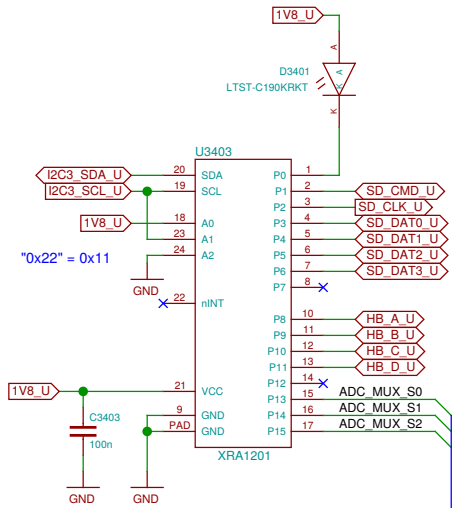 1V8_U
A
D3401
A
LTST-C190KRKT
K
K
U3403
I2C3_SDA_U 20 SDA P0 1
I2C3_SCL_U 19 SCL P1 2 SD_CMD_U
P2 3 SD_CLK_U
1V8_U 18 A0 P3 4 SD_DAT0_U
23 A1 P4 5 SD_DAT1_U
24 A2 P5 6 SD_DAT2_U
"0x22" = 0x11
P6 7 SD_DAT3_U
P7 8
GND
22 nINT
P8 10 HB_A_U
P9 11 HB_B_U
P10 12 HB_C_U
P11 13 HB_D_U
P12 14
1V8_U 21 VCC P13 15 ADC_MUX_S0
C3403 9 GND P14 16 ADC_MUX_S1
PAD GND P15 17 ADC_MUX_S2
100n
XRA1201
GND GND